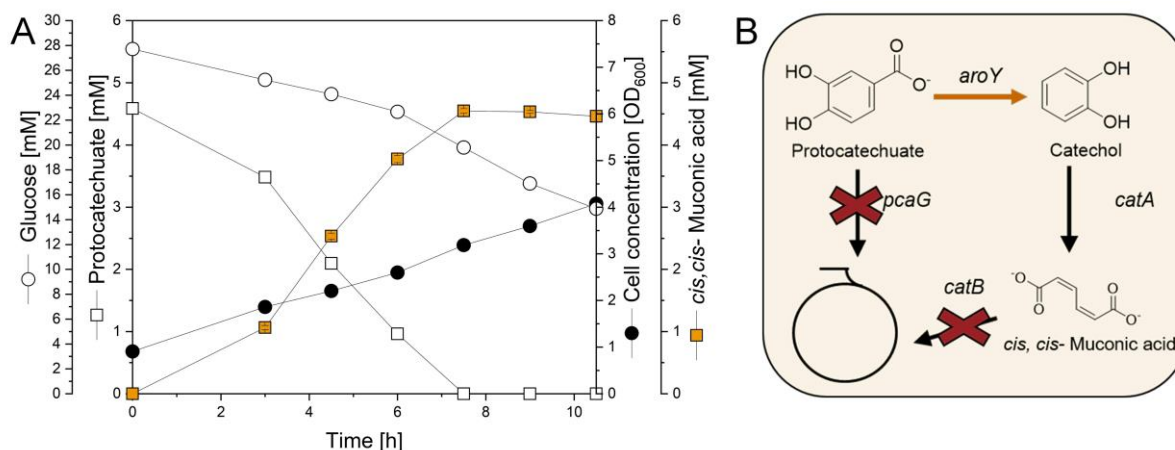 A
Glucose [mM]
30
28
26
24
22
20
18
16
14
12
10
8
6
4
2
0
Protocatechuate [mM]
6
5
4
3
2
1
0
0 2 4 6 8 10
Time [h]
8
7
6
5
4
3
2
1
0
Cell concentration [OD600]
6
5
4
3
2
1
0
cis,cis- Muconic acid [mM]
B
HO
HO
O
O-
aroY
OH
OH
Protocatechuate
Catechol
pcaG
catA
catB
-O
O
O
O-
cis, cis- Muconic acid